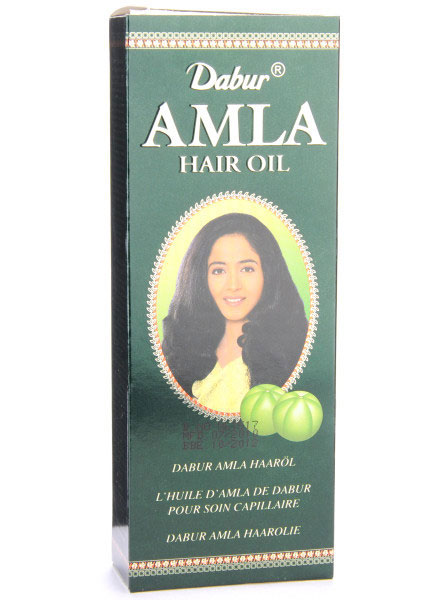 Dabur®
AMLA
HAIR OIL
DABUR AMLA HAARÖL
L'HUILE D'AMLA DE DABUR
POUR SOIN CAPILLAIRE
DABUR AMLA HAAROLIE